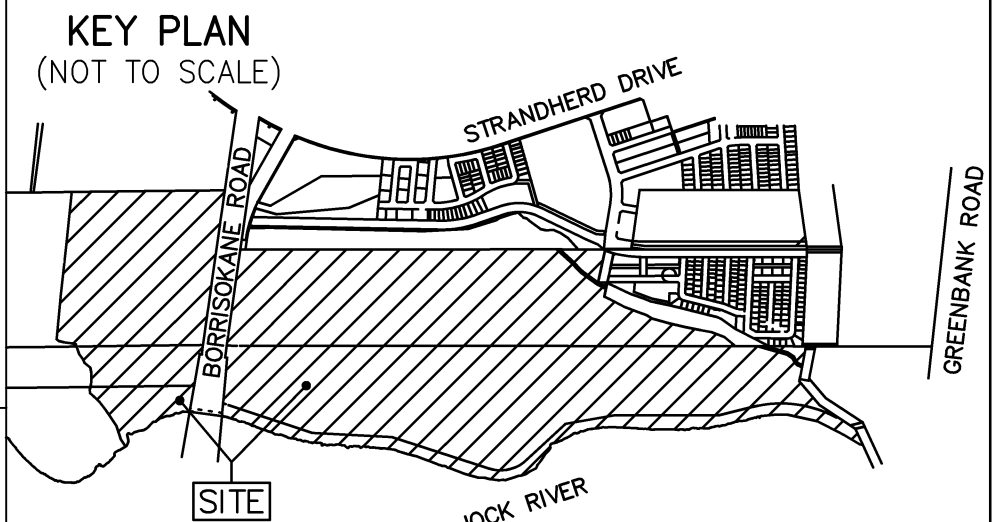 KEY PLAN
(NOT TO SCALE)
STRANDHERD DRIVE
BORRISOKANE ROAD
GREENBANK ROAD
SITE
JOCK RIVER